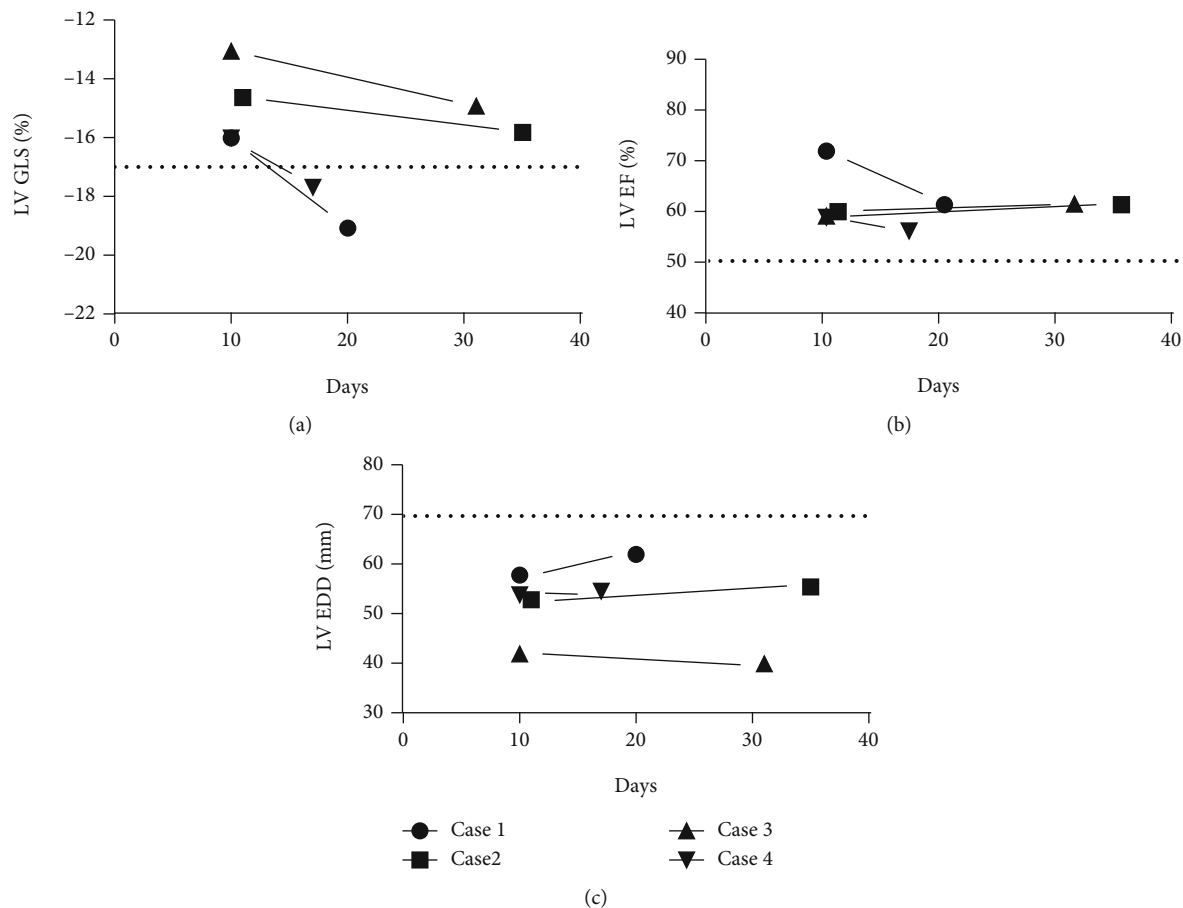 −12
−14
−16
−18
−20
−22
LV GLS (%)
0 10 20 30 40
Days
(a)
90
80
70
60
50
40
LV EF (%)
0 10 20 30 40
Days
(b)
80
70
60
50
40
30
LV EDD (mm)
0 10 20 30 40
Days
Case 1
Case2
Case 3
Case 4
(c)